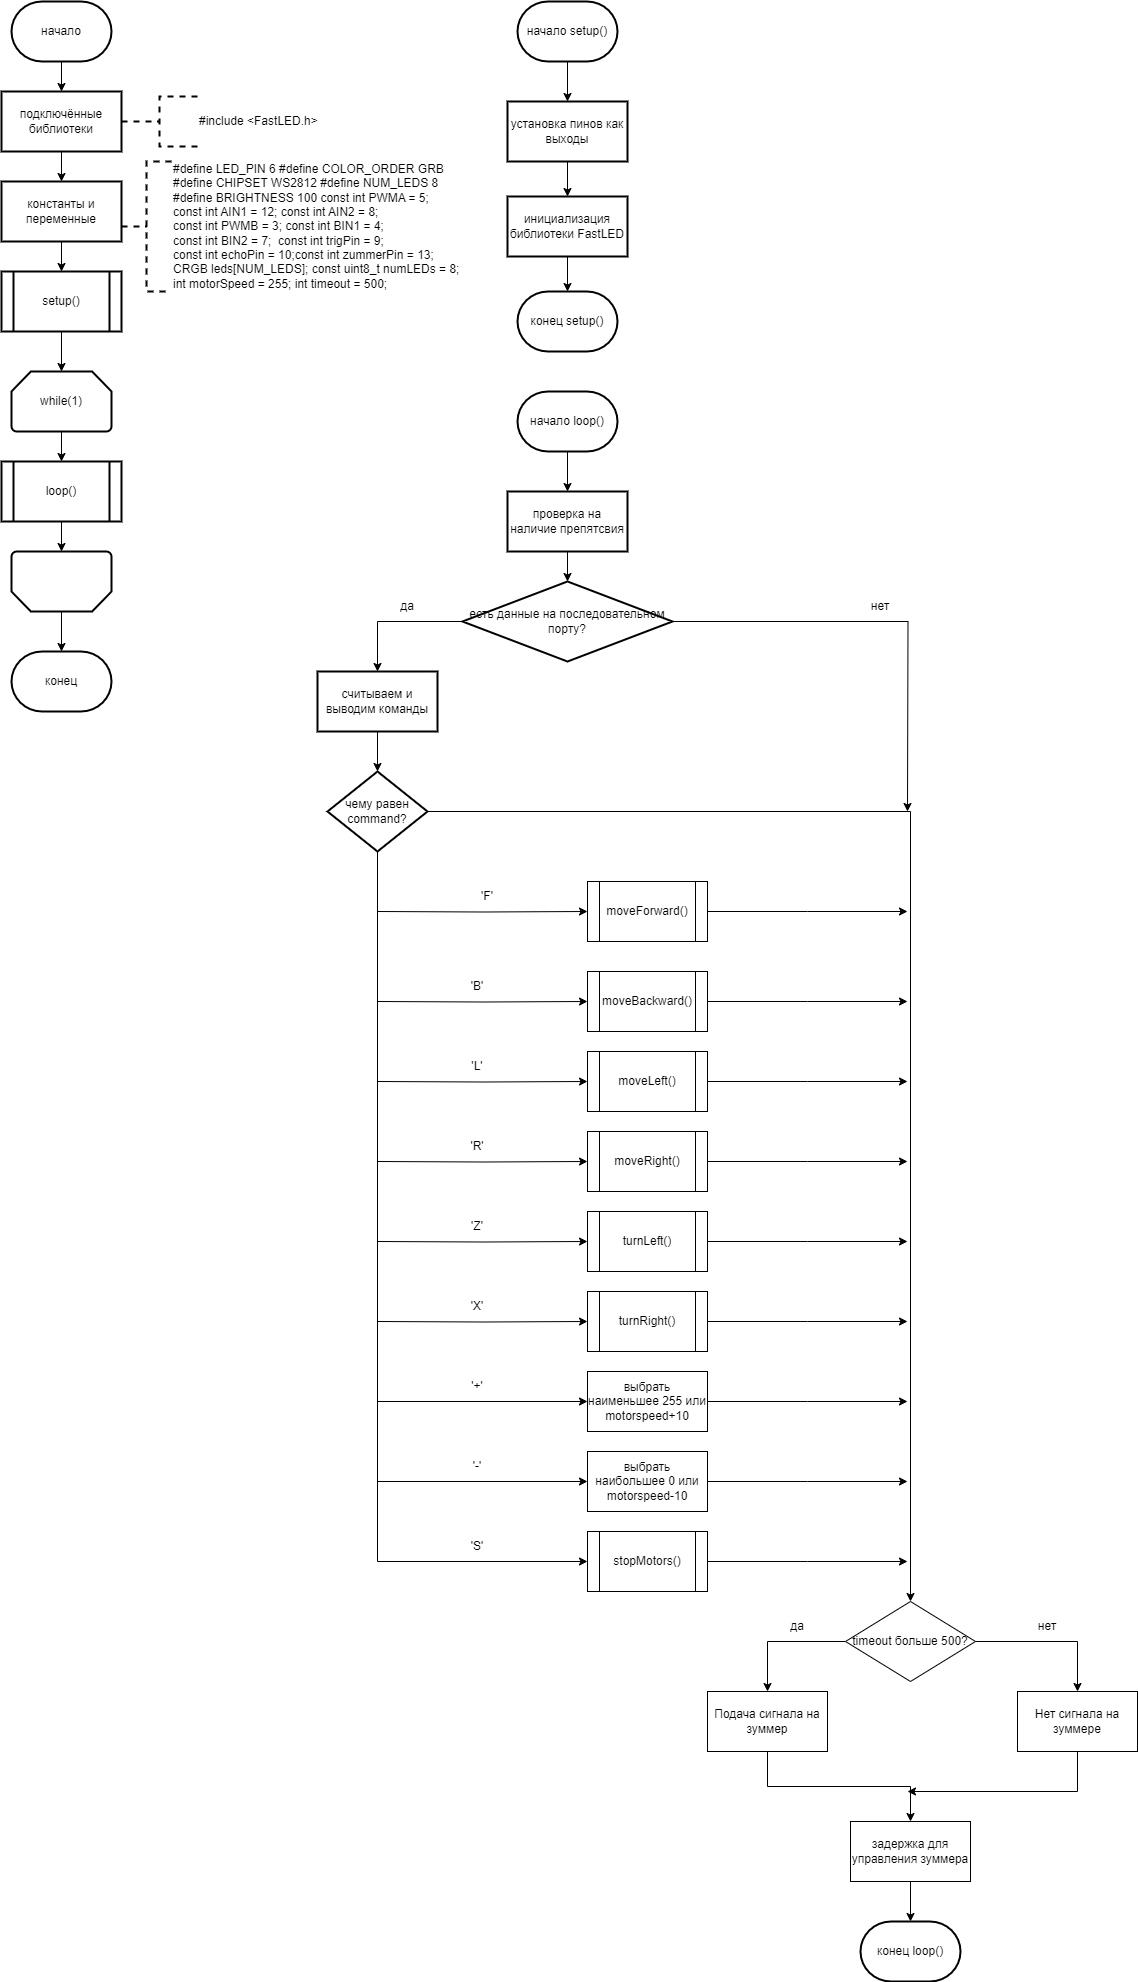 начало
подключённые
библиотеки
#include <FastLED.h>
константы и
переменные
#define LED_PIN 6 #define COLOR_ORDER GRB
#define CHIPSET WS2812 #define NUM_LEDS 8
#define BRIGHTNESS 100 const int PWMA = 5;
const int AIN1 = 12; const int AIN2 = 8;
const int PWMB = 3; const int BIN1 = 4;
const int BIN2 = 7;  const int trigPin = 9;
const int echoPin = 10;const int zummerPin = 13;
CRGB leds[NUM_LEDS]; const uint8_t numLEDs = 8;
int motorSpeed = 255; int timeout = 500;
setup()
while(1)
loop()
конец
начало setup()
установка пинов как
выходы
инициализация
библиотеки FastLED
конец setup()
начало loop()
проверка на
наличие препятсвия
есть данные на последовательном
порту?
да
нет
считываем и
выводим команды
чему равен
command?
'F'
moveForward()
'B'
moveBackward()
'L'
moveLeft()
'R'
moveRight()
'Z'
turnLeft()
'X'
turnRight()
'+'
выбрать
наименьшее 255 или
motorspeed+10
'-'
выбрать
наибольшее 0 или
motorspeed-10
'S'
stopMotors()
timeout больше 500?
да
нет
Подача сигнала на
зуммер
Нет сигнала на
зуммере
задержка для
управления зуммера
конец loop()